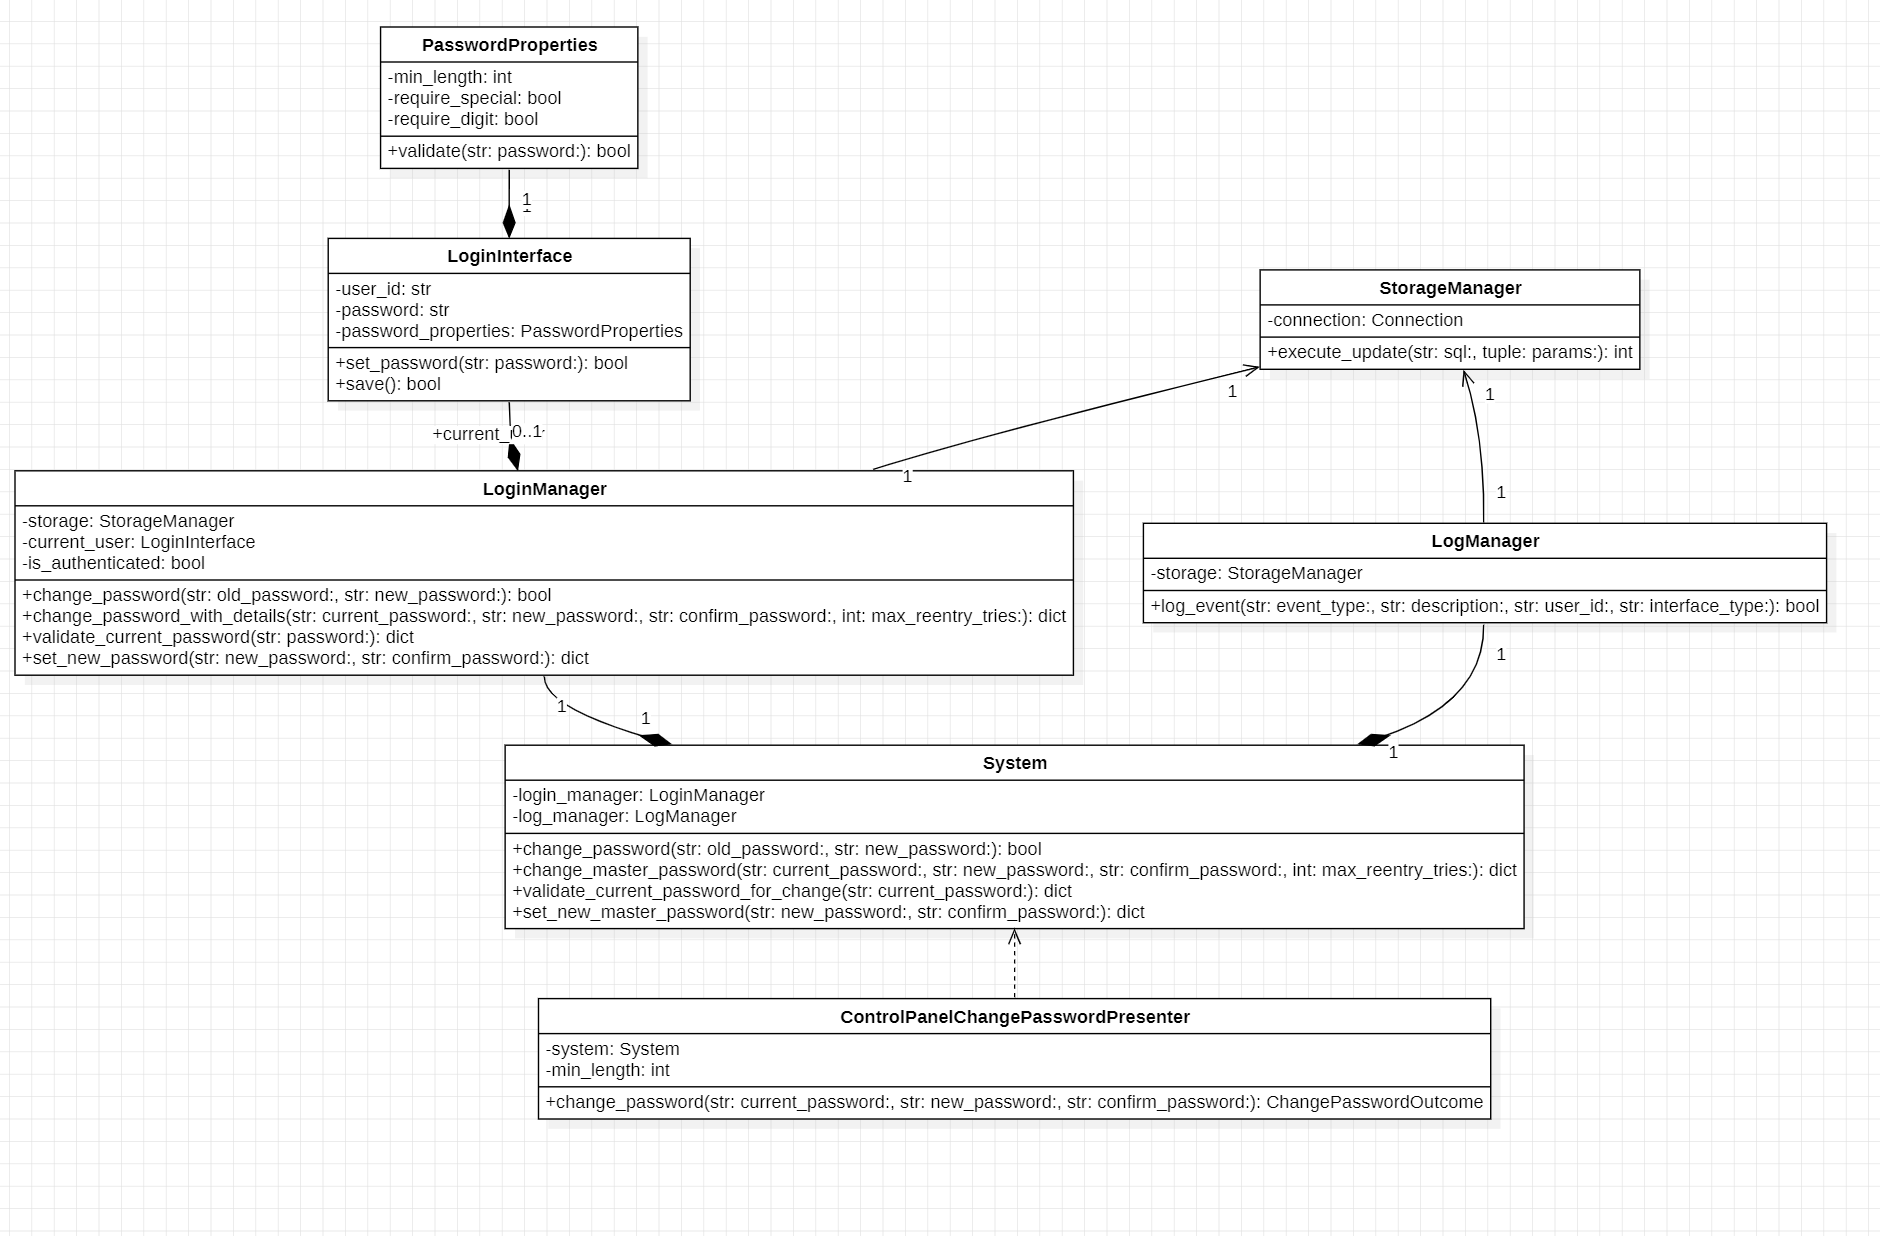 PasswordProperties
-min_length: int
-require_special: bool
-require_digit: bool
+validate(str: password:): bool
1
LoginInterface
-user_id: str
-password: str
-password_properties: PasswordProperties
+set_password(str: password:): bool
+save(): bool
StorageManager
-connection: Connection
+execute_update(str: sql:, tuple: params:): int
1
1
0..1
1
LoginManager
-storage: StorageManager
-current_user: LoginInterface
-is_authenticated: bool
+change_password(str: old_password:, str: new_password:): bool
+change_password_with_details(str: current_password:, str: new_password:, str: confirm_password:, int: max_reentry_tries:): dict
+validate_current_password(str: password:): dict
+set_new_password(str: new_password:, str: confirm_password:): dict
1
LogManager
-storage: StorageManager
+log_event(str: event_type:, str: description:, str: user_id:, str: interface_type:): bool
1
1
1
1
System
-login_manager: LoginManager
-log_manager: LogManager
+change_password(str: old_password:, str: new_password:): bool
+change_master_password(str: current_password:, str: new_password:, str: confirm_password:, int: max_reentry_tries:): dict
+validate_current_password_for_change(str: current_password:): dict
+set_new_master_password(str: new_password:, str: confirm_password:): dict
ControlPanelChangePasswordPresenter
-system: System
-min_length: int
+change_password(str: current_password:, str: new_password:, str: confirm_password:): ChangePasswordOutcome